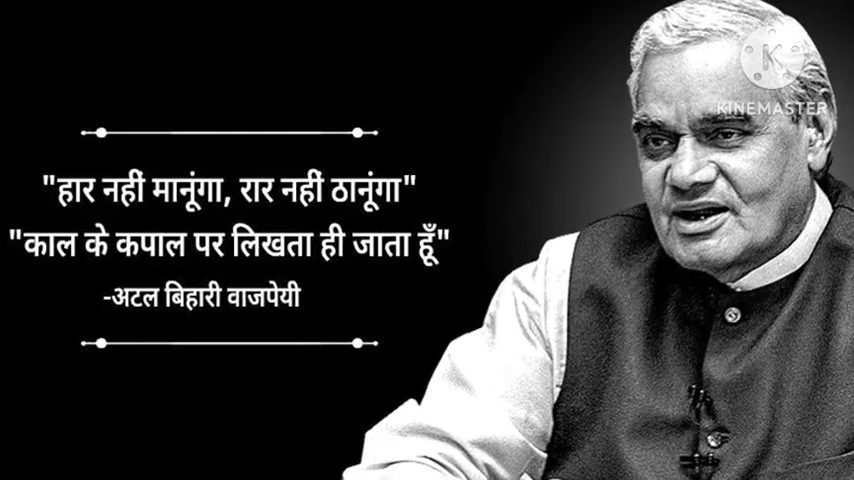 "हार नहीं मानूंगा, रार नहीं ठानूंगा"
"काल के कपाल पर लिखता ही जाता हूँ"
-अटल बिहारी वाजपेयी
K
KINEMASTER